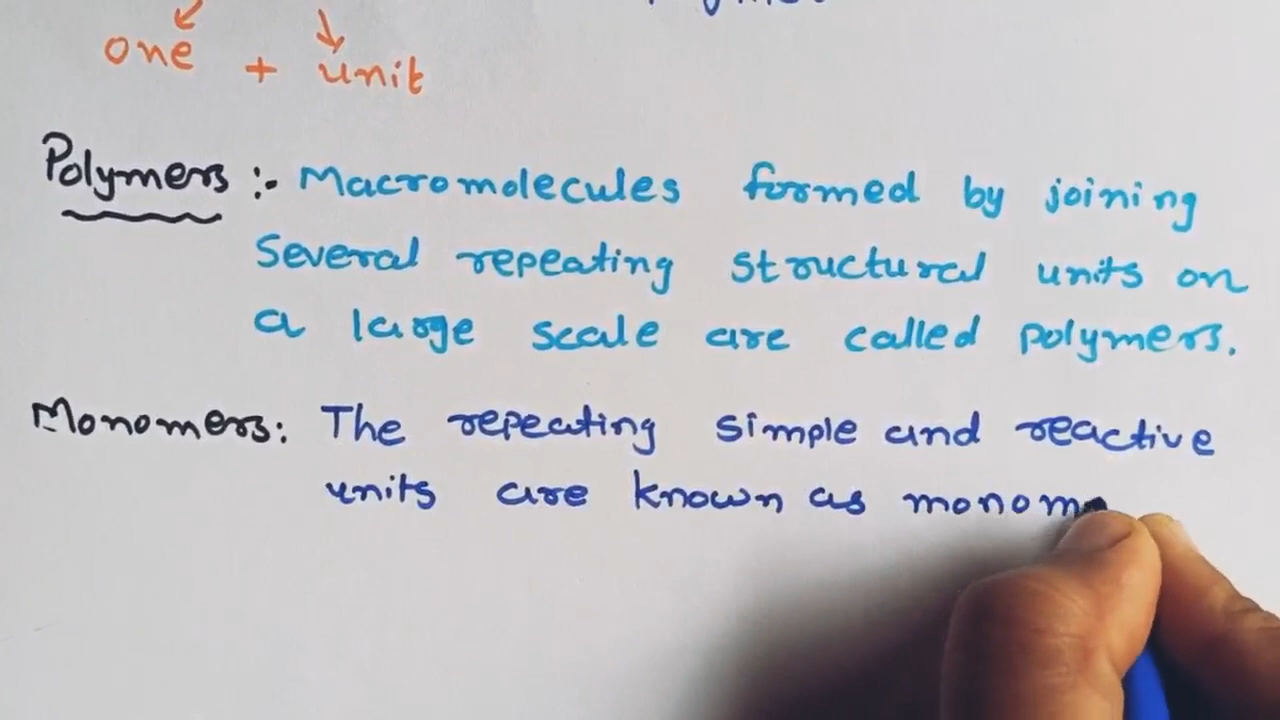 one + unit
Polymers :- Macromolecules formed by joining
Several repeating structural units on
a large scale are called polymers.
Monomers: The repeating simple and reactive
units are known as monom